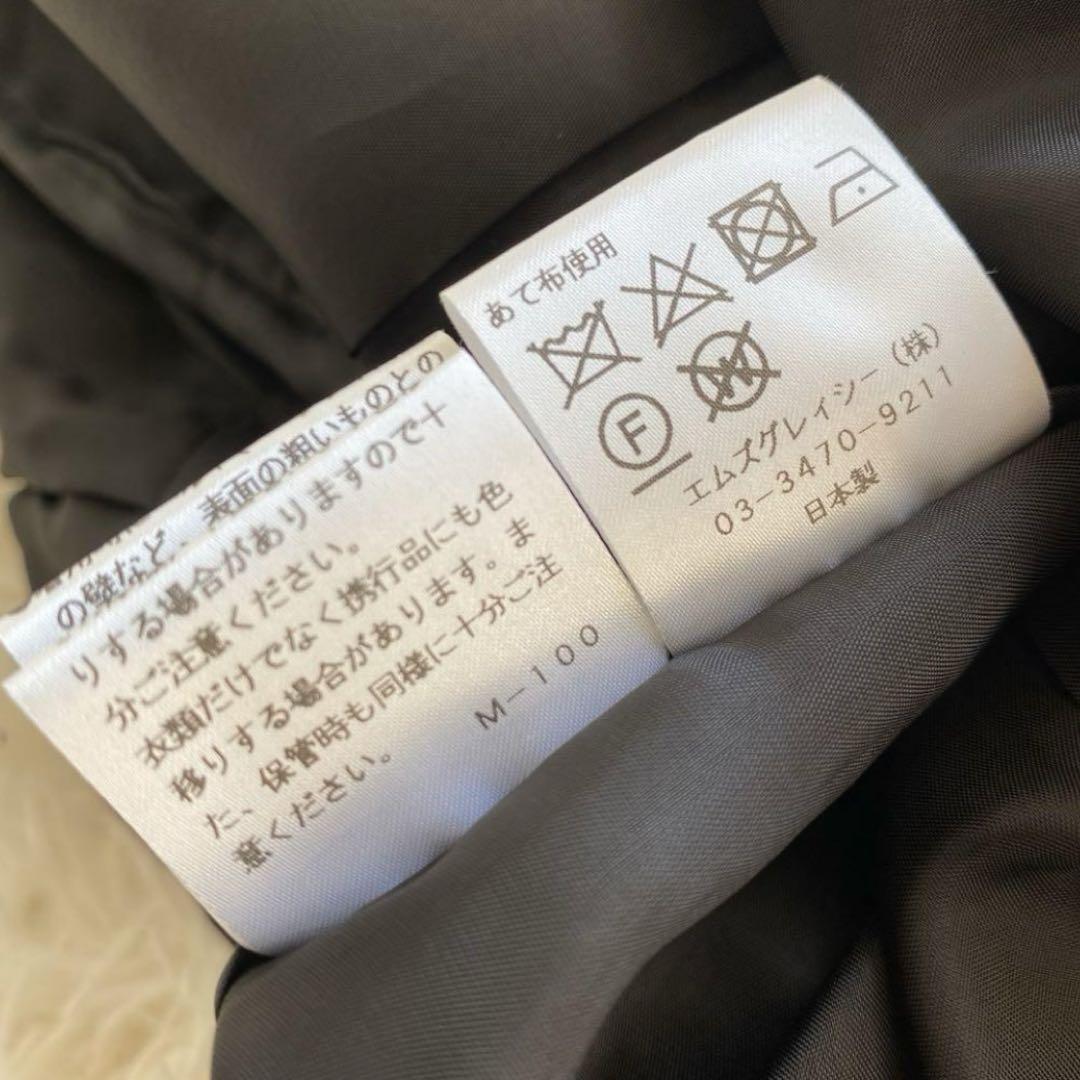 あて布使用
F
W
エムズグレイシー（株）
03-3470-9211
日本製
表面の粗いものとの
の壁など、
りする場合がありますので十
分ご注意ください。
衣類だけでなく携行品にも色
移りする場合があります。ま
た、保管時も同様に十分ご注
意ください。
M-100